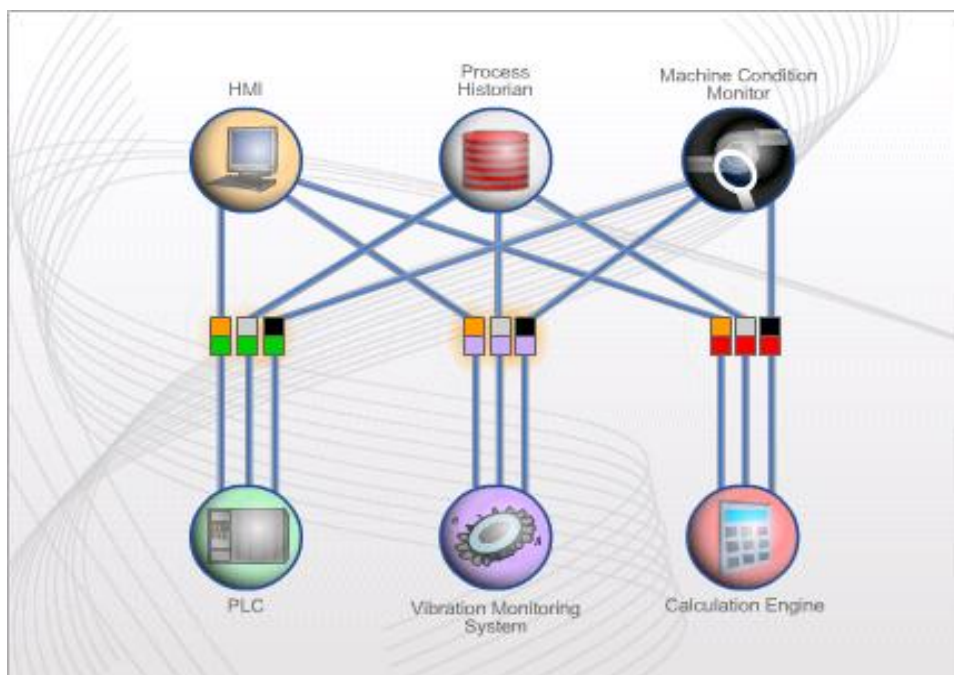 HMI
Process
Historian
Machine Condition
Monitor
PLC
Vibration Monitoring
System
Calculation Engine